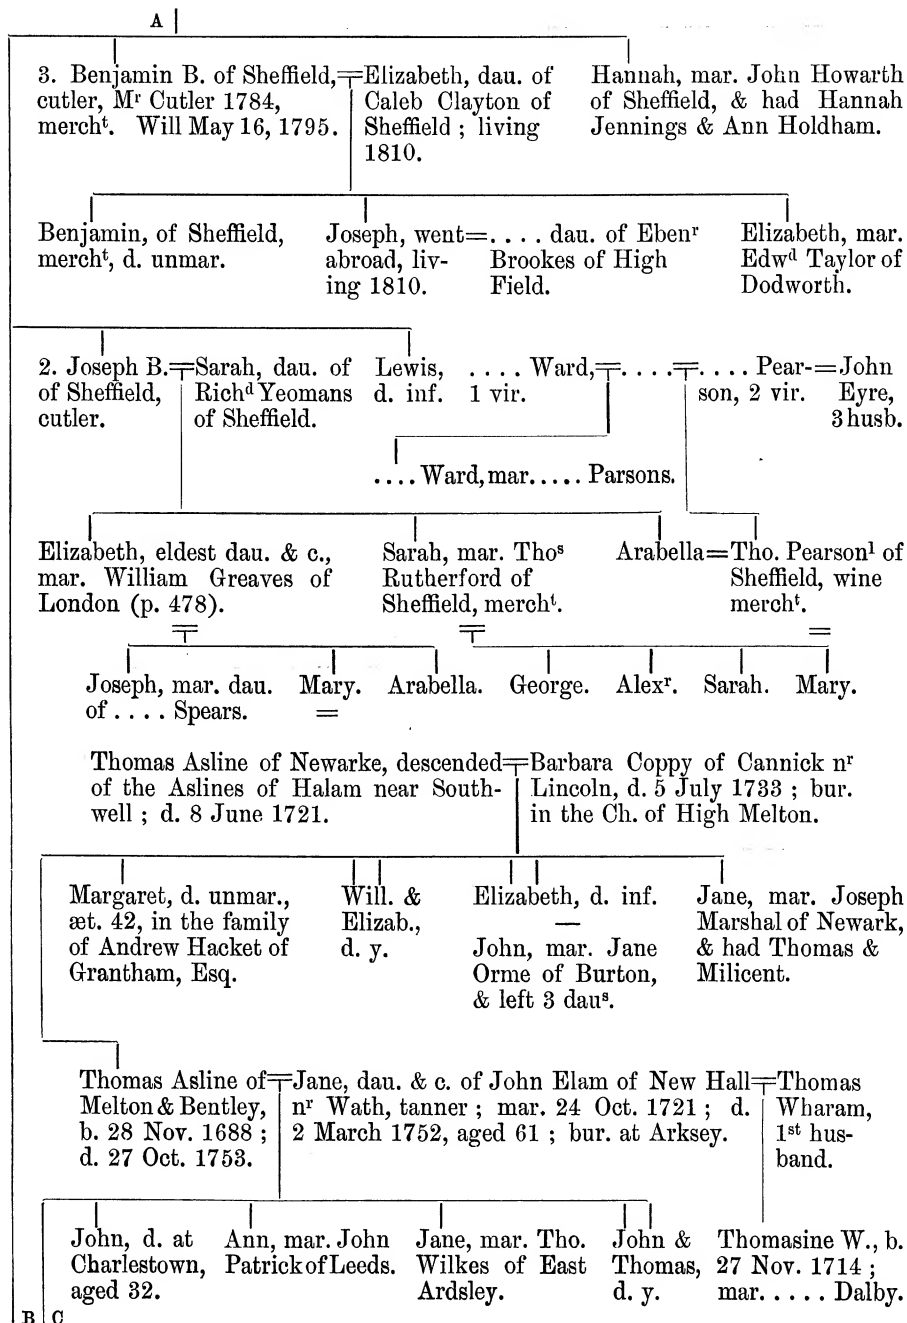 A
3. Benjamin B. of Sheffield,=Elizabeth, dau. of
cutler, Mr Cutler 1784,
mercht. Will May 16, 1795.
Caleb Clayton of
Sheffield ; living
1810.
Hannah, mar. John Howarth
of Sheffield, & had Hannah
Jennings & Ann Holdham.
Benjamin, of Sheffield,
mercht, d. unmar.
Joseph, went=. . . . dau. of Ebenr
abroad, liv-
ing 1810.
Brookes of High
Field.
Elizabeth, mar.
Edwd Taylor of
Dodworth.
2. Joseph B.=Sarah, dau. of
of Sheffield,
cutler.
Richd Yeomans
of Sheffield.
Lewis,
d. inf.
. . . . Ward,=. . . .=. . . . Pear-=John
1 vir.
son, 2 vir.
Eyre,
3 husb.
. . . . Ward, mar. . . . . Parsons.
Elizabeth, eldest dau. & c.,
mar. William Greaves of
London (p. 478).
=
Sarah, mar. Thos
Rutherford of
Sheffield, mercht.
=
Arabella=Tho. Pearson¹ of
Sheffield, wine
mercht.
=
Joseph, mar. dau.
of . . . . Spears.
Mary.
=
Arabella.
George.
Alexr.
Sarah.
Mary.
Thomas Asline of Newarke, descended=Barbara Coppy of Cannick nr
of the Aslines of Halam near South-
well ; d. 8 June 1721.
Lincoln, d. 5 July 1733 ; bur.
in the Ch. of High Melton.
Margaret, d. unmar.,
æt. 42, in the family
of Andrew Hacket of
Grantham, Esq.
Will. &
Elizab.,
d. y.
Elizabeth, d. inf.
—
John, mar. Jane
Orme of Burton,
& left 3 daus.
Jane, mar. Joseph
Marshal of Newark,
& had Thomas &
Milicent.
Thomas Asline of=Jane, dau. & c. of John Elam of New Hall=Thomas
Melton & Bentley,
b. 28 Nov. 1688 ;
d. 27 Oct. 1753.
nr Wath, tanner ; mar. 24 Oct. 1721 ; d.
2 March 1752, aged 61 ; bur. at Arksey.
Wharam,
1st hus-
band.
John, d. at
Charlestown,
aged 32.
Ann, mar. John
Patrick of Leeds.
Jane, mar. Tho.
Wilkes of East
Ardsley.
John &
Thomas,
d. y.
Thomasine W., b.
27 Nov. 1714 ;
mar. . . . . Dalby.
B C